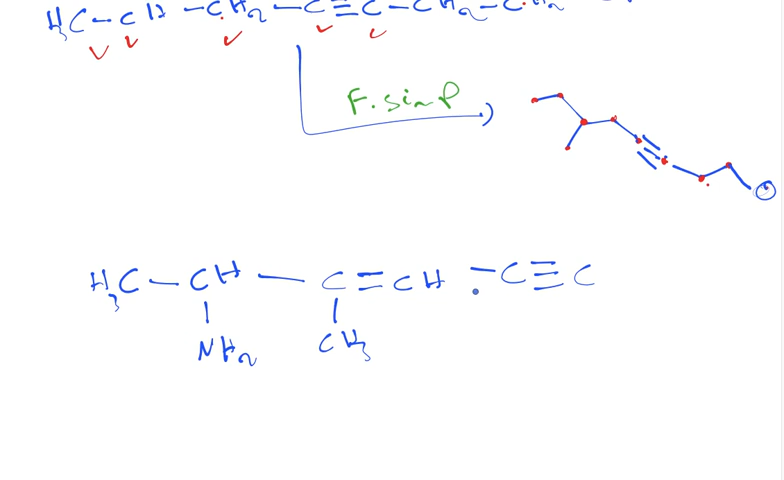 H3C – CH – CH2 – C ≡ C – CH2 – CH2
F. sin P
H3C – CH – C = CH – C ≡ C
NH2 CH3